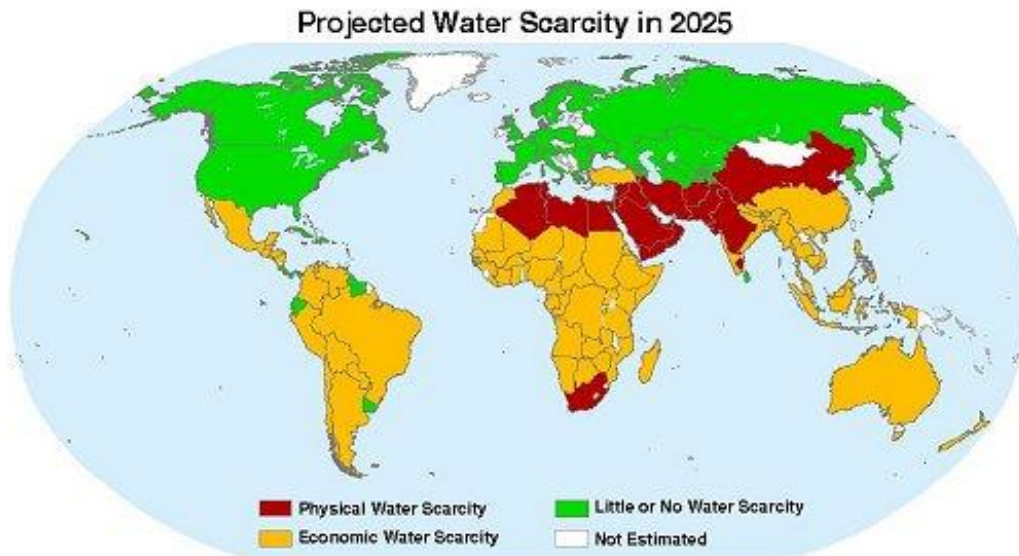 Projected Water Scarcity in 2025
Physical Water Scarcity
Little or No Water Scarcity
Economic Water Scarcity
Not Estimated